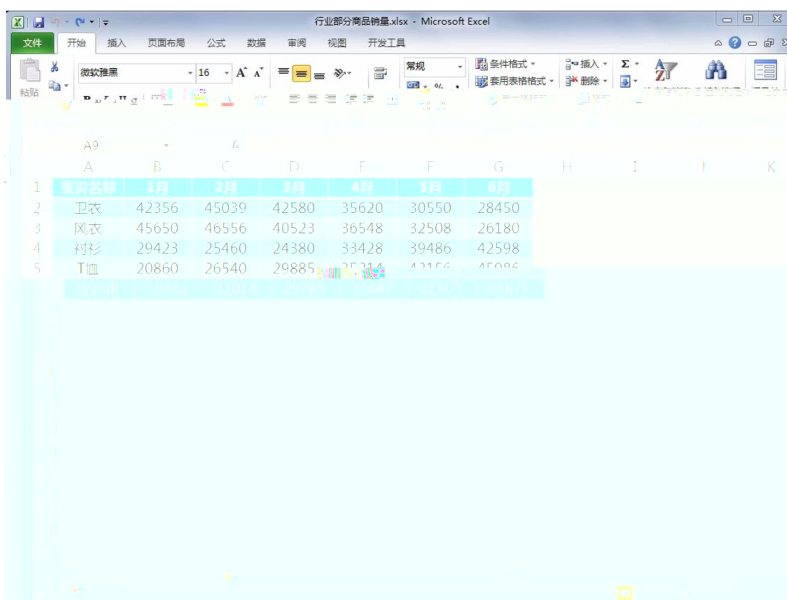 行业部分商品销量.xlsx - Microsoft Excel
文件 开始 插入 页面布局 公式 数据 审阅 视图 开发工具
微软雅黑 16 常规 条件格式 插入 Σ
粘贴 套用表格格式 删除
A9
A B C D E F G H I J K
1 1月 2月 3月 4月 5月 6月
2 卫衣 42356 45039 42580 35620 30550 28450
3 风衣 45650 46556 40523 36548 32508 26180
4 衬衫 29423 25460 24380 33428 39486 42598
5 T恤 20860 26540 29885